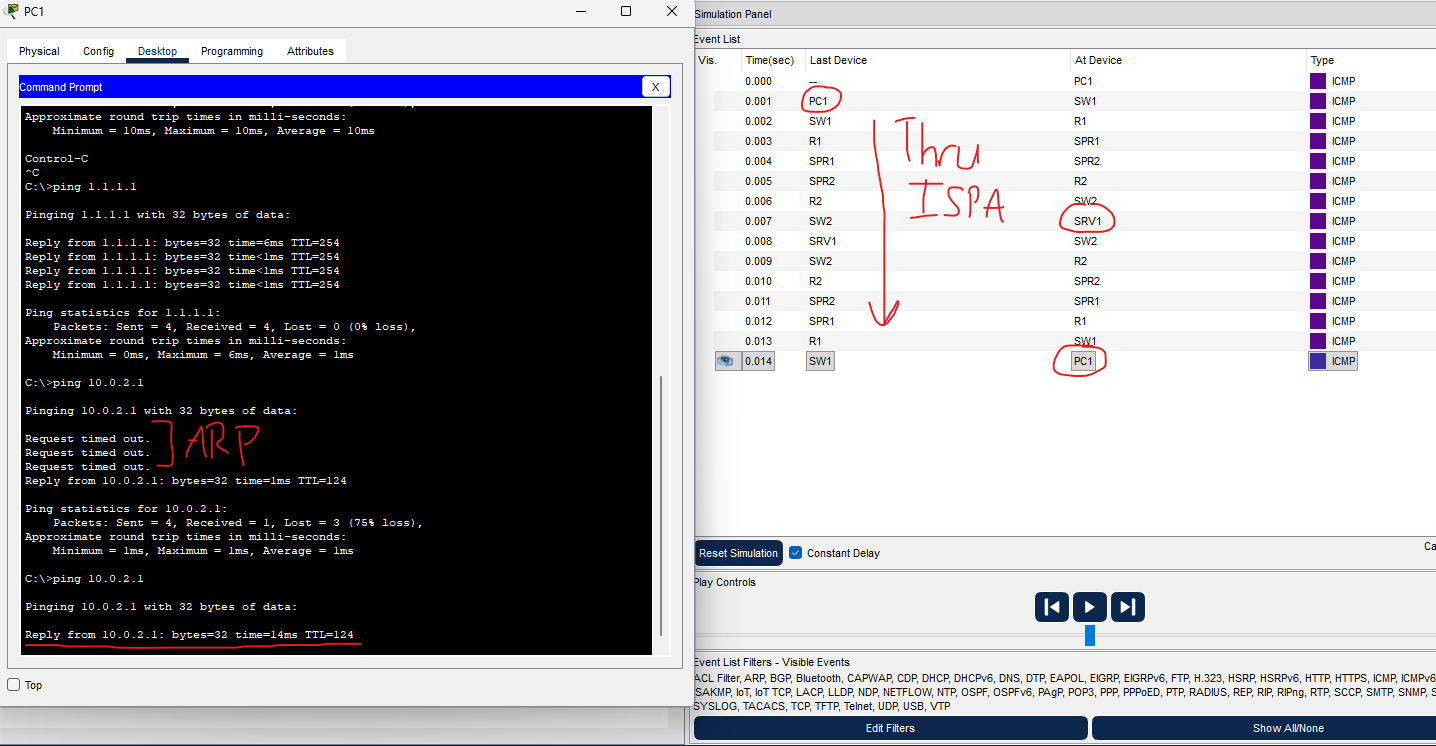 PC1
Physical Config Desktop Programming Attributes
Command Prompt
X
Approximate round trip times in milli-seconds:
Minimum = 10ms, Maximum = 10ms, Average = 10ms
Control-C
^C
C:\>ping 1.1.1.1
Pinging 1.1.1.1 with 32 bytes of data:
Reply from 1.1.1.1: bytes=32 time=6ms TTL=254
Reply from 1.1.1.1: bytes=32 time<1ms TTL=254
Reply from 1.1.1.1: bytes=32 time<1ms TTL=254
Reply from 1.1.1.1: bytes=32 time<1ms TTL=254
Ping statistics for 1.1.1.1:
Packets: Sent = 4, Received = 4, Lost = 0 (0% loss),
Approximate round trip times in milli-seconds:
Minimum = 0ms, Maximum = 6ms, Average = 1ms
C:\>ping 10.0.2.1
Pinging 10.0.2.1 with 32 bytes of data:
Request timed out.
Request timed out.
Request timed out.
ARP
Reply from 10.0.2.1: bytes=32 time=1ms TTL=124
Ping statistics for 10.0.2.1:
Packets: Sent = 4, Received = 1, Lost = 3 (75% loss),
Approximate round trip times in milli-seconds:
Minimum = 1ms, Maximum = 1ms, Average = 1ms
C:\>ping 10.0.2.1
Pinging 10.0.2.1 with 32 bytes of data:
Reply from 10.0.2.1: bytes=32 time=14ms TTL=124
Top
Simulation Panel
Event List
Vis. Time(sec) Last Device At Device Type
0.000 -- PC1 ICMP
0.001 PC1 SW1 ICMP
0.002 SW1 R1 ICMP
0.003 R1 SPR1 ICMP
0.004 SPR1 SPR2 ICMP
0.005 SPR2 R2 ICMP
0.006 R2 SW2 ICMP
0.007 SW2 SRV1 ICMP
0.008 SRV1 SW2 ICMP
0.009 SW2 R2 ICMP
0.010 R2 SPR2 ICMP
0.011 SPR2 SPR1 ICMP
0.012 SPR1 R1 ICMP
0.013 R1 SW1 ICMP
0.014 SW1 PC1 ICMP
Thru
ISPA
Reset Simulation Constant Delay
Play Controls
Event List Filters - Visible Events
ACL Filter, ARP, BGP, Bluetooth, CAPWAP, CDP, DHCP, DHCPv6, DNS, DTP, EAPOL, EIGRP, EIGRPv6, FTP, H.323, HSRP, HSRPv6, HTTP, HTTPS, ICMP, ICMPv6
ISAKMP, IoT, IoT TCP, LACP, LLDP, NDP, NETFLOW, NTP, OSPF, OSPFv6, PAgP, POP3, PPP, PPPoED, PTP, RADIUS, REP, RIP, RIPng, RTP, SCCP, SMTP, SNMP,
SYSLOG, TACACS, TCP, TFTP, Telnet, UDP, USB, VTP
Edit Filters Show All/None